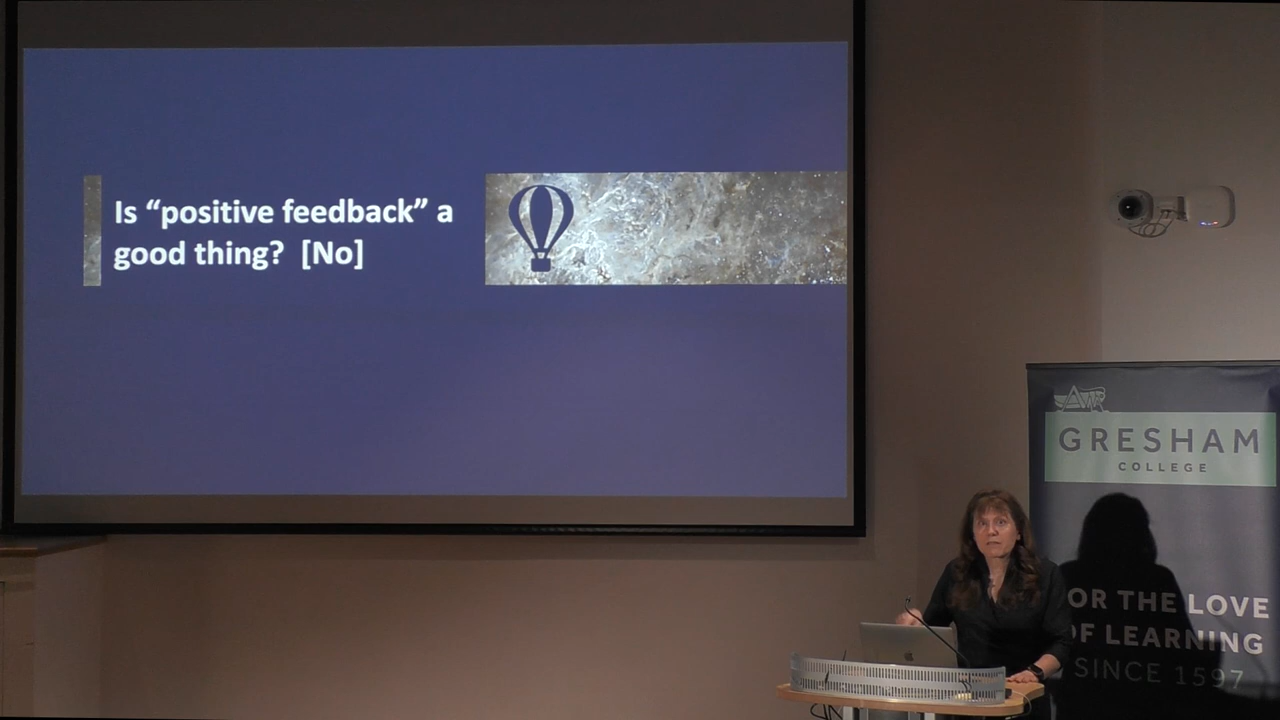 Is “positive feedback” a
good thing?  [No]
GRESHAM
COLLEGE
OR THE LOVE
OF LEARNING
SINCE 1597